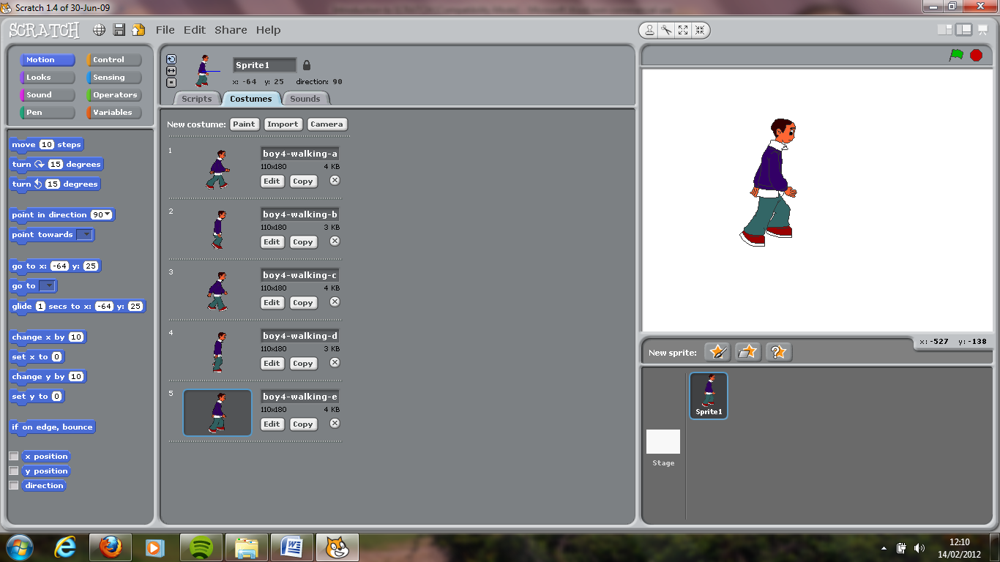 Scratch 1.4 of 30-Jun-09
SCRATCH File Edit Share Help
Motion Control
Looks Sensing
Sound Operators
Pen Variables
move 10 steps
turn 15 degrees
turn 15 degrees
point in direction 90
point towards
go to x: -64 y: 25
go to
glide 1 secs to x: -64 y: 25
change x by 10
set x to 0
change y by 10
set y to 0
if on edge, bounce
x position
y position
direction
Sprite1
x: -64 y: 25 direction: 90
Scripts Costumes Sounds
New costume: Paint Import Camera
1 boy4-walking-a
110x180 4 KB
Edit Copy
2 boy4-walking-b
110x180 3 KB
Edit Copy
3 boy4-walking-c
110x180 4 KB
Edit Copy
4 boy4-walking-d
110x180 3 KB
Edit Copy
5 boy4-walking-e
110x180 4 KB
Edit Copy
x: -527 y: -138
New sprite:
Sprite1
Stage
12:10
14/02/2012